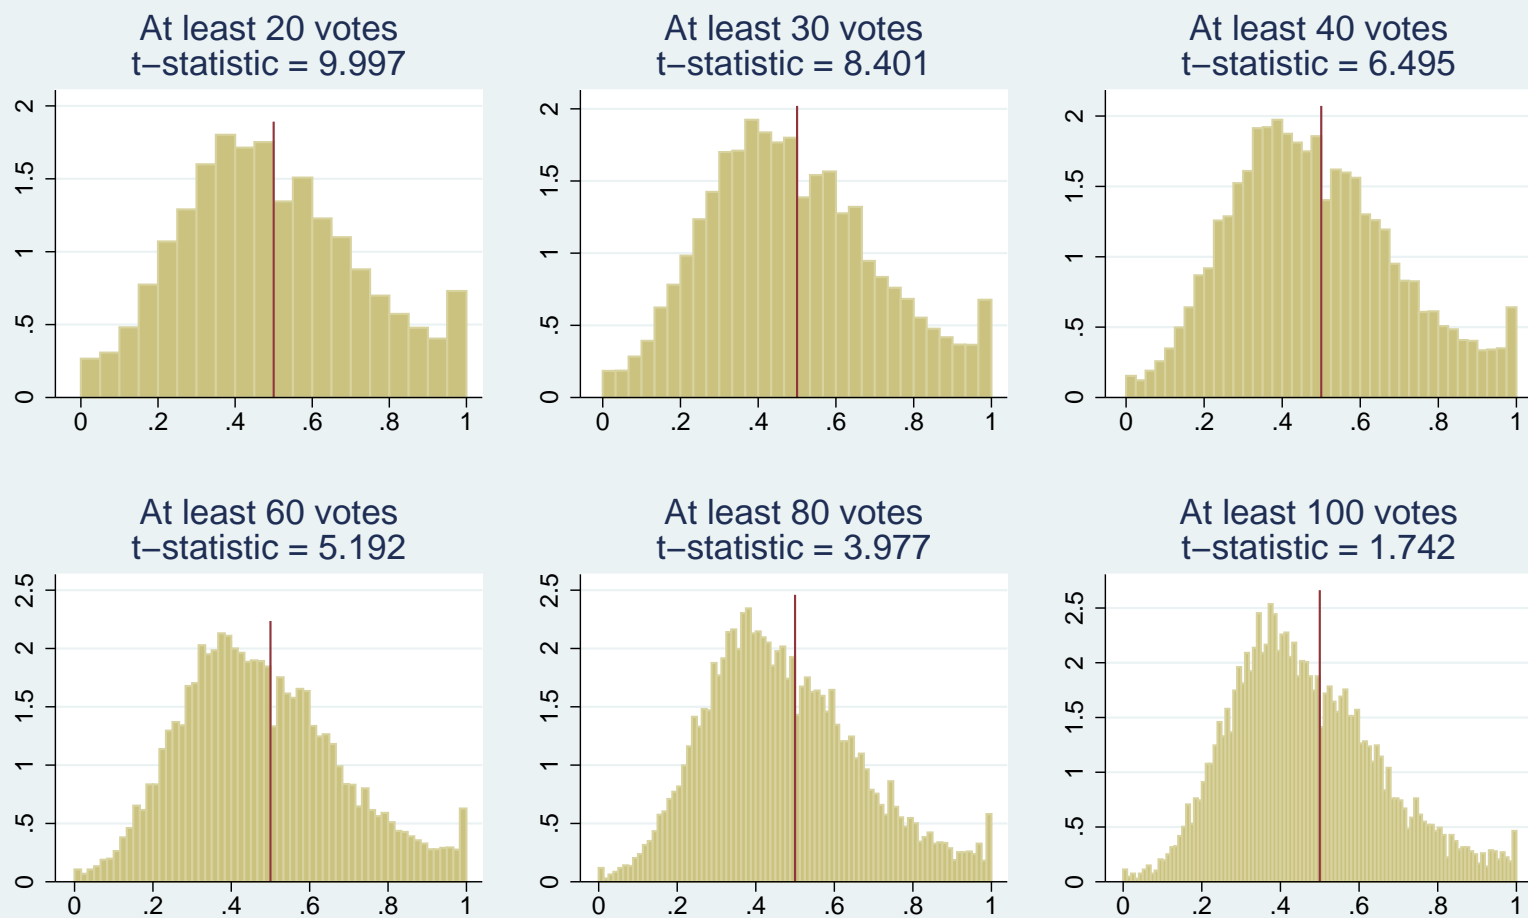 At least 20 votes
t−statistic = 9.997
2
1.5
1
.5
0
0 .2 .4 .6 .8 1
At least 30 votes
t−statistic = 8.401
2
1.5
1
.5
0
0 .2 .4 .6 .8 1
At least 40 votes
t−statistic = 6.495
2
1.5
1
.5
0
0 .2 .4 .6 .8 1
At least 60 votes
t−statistic = 5.192
2.5
2
1.5
1
.5
0
0 .2 .4 .6 .8 1
At least 80 votes
t−statistic = 3.977
2.5
2
1.5
1
.5
0
0 .2 .4 .6 .8 1
At least 100 votes
t−statistic = 1.742
2.5
2
1.5
1
.5
0
0 .2 .4 .6 .8 1